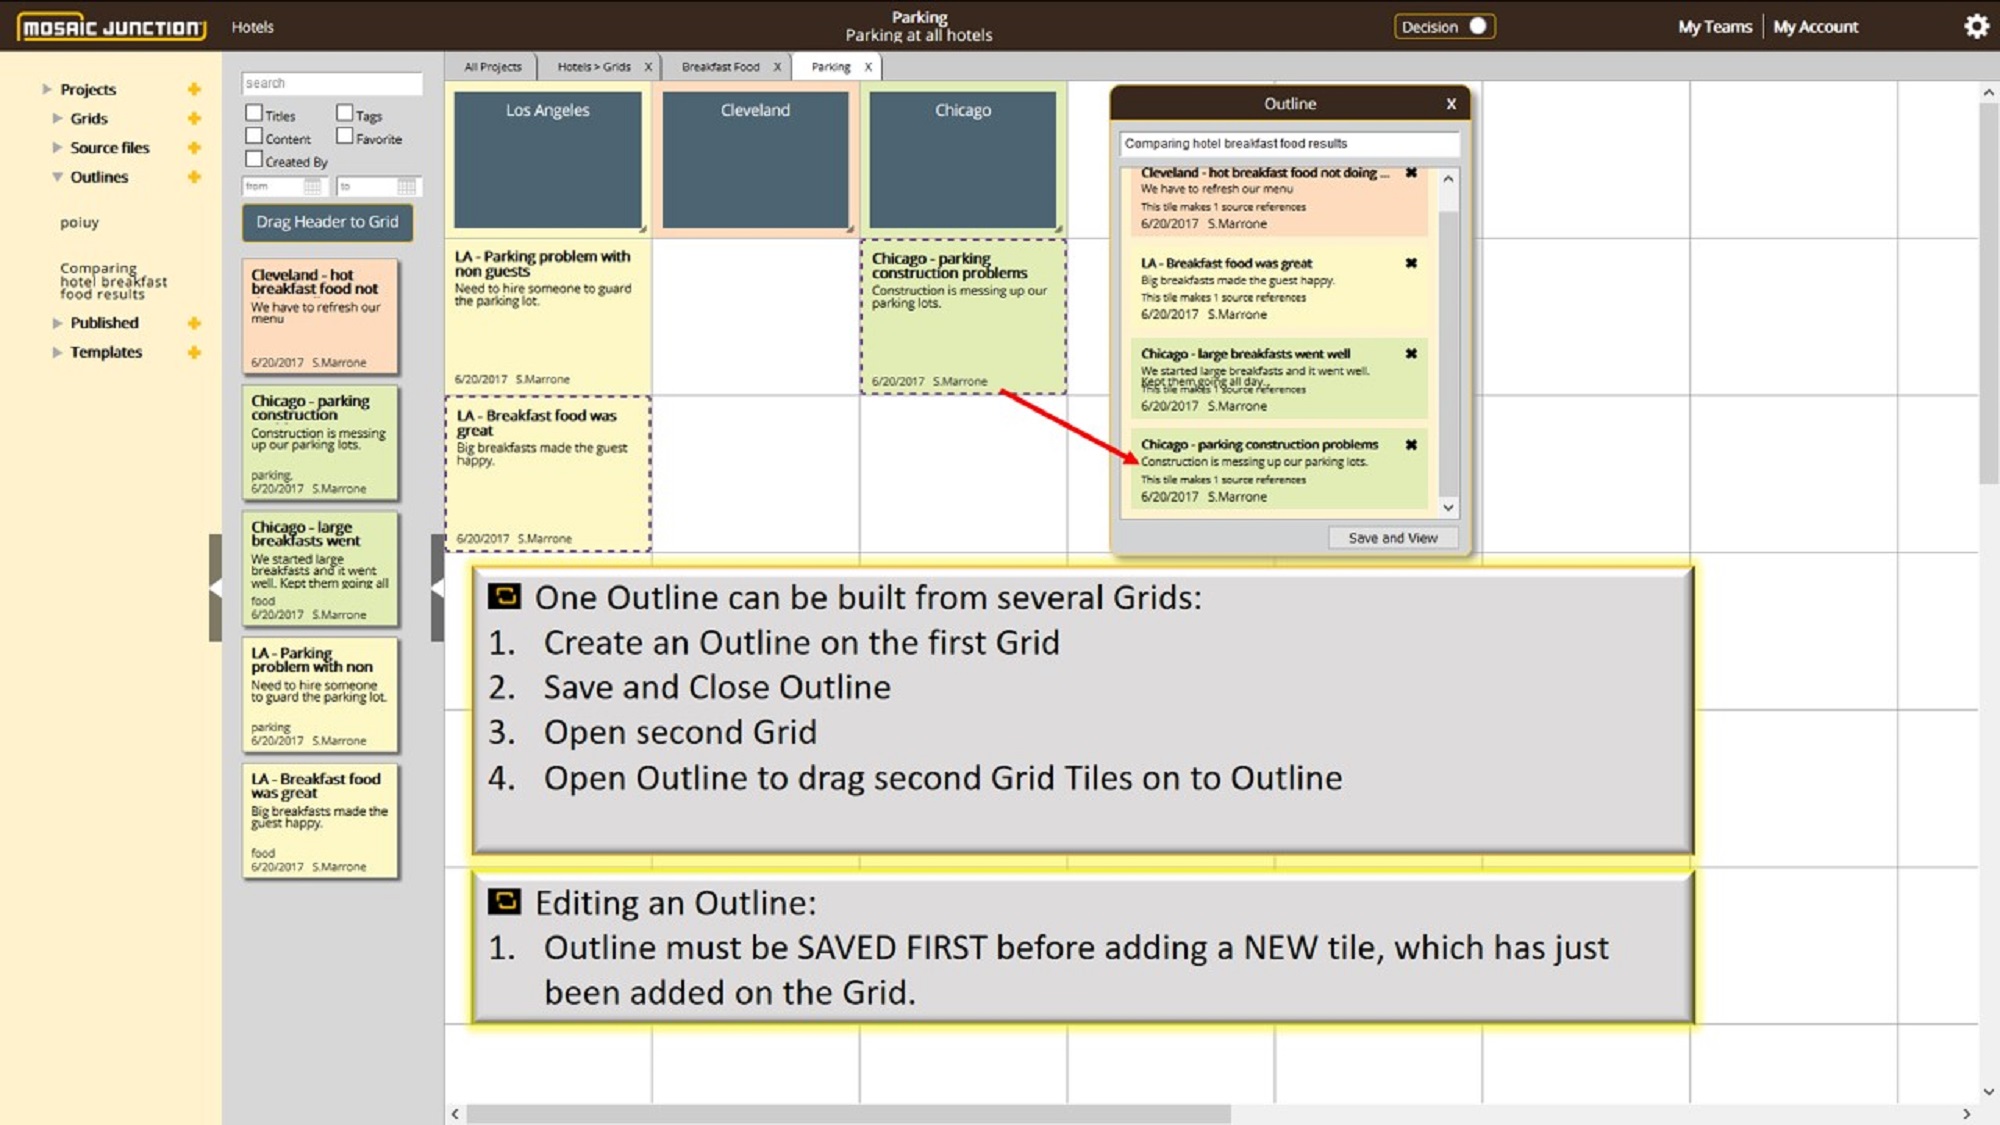 MOSAIC JUNCTION
Hotels
Parking
Parking at all hotels
Decision
My Teams
My Account
Projects
Grids
Source files
Outlines
poiuy
Comparing
hotel breakfast
food results
Published
Templates
search
Titles
Tags
Content
Favorite
Created By
from
to
Drag Header to Grid
Cleveland - hot
breakfast food not
We have to refresh our
menu
6/20/2017 S.Marrone
Chicago - parking
construction
Construction is messing
up our parking lots.
parking,
6/20/2017 S.Marrone
Chicago - large
breakfasts went
We started large
breakfasts and it went
well. Kept them going all
food
6/20/2017 S.Marrone
LA - Parking
problem with non
Need to hire someone
to guard the parking lot.
parking
6/20/2017 S.Marrone
LA - Breakfast food
was great
Big breakfasts made the
guest happy.
food
6/20/2017 S.Marrone
All Projects
Hotels > Grids X
Breakfast Food X
Parking X
Los Angeles
Cleveland
Chicago
LA - Parking problem with
non guests
Need to hire someone to guard
the parking lot.
6/20/2017 S.Marrone
Chicago - parking
construction problems
Construction is messing up our
parking lots.
6/20/2017 S.Marrone
LA - Breakfast food was
great
Big breakfasts made the guest
happy.
6/20/2017 S.Marrone
Outline X
Comparing hotel breakfast food results
Cleveland - hot breakfast food not doing ...
We have to refresh our menu
This tile makes 1 source references
6/20/2017 S.Marrone
LA - Breakfast food was great
Big breakfasts made the guest happy.
This tile makes 1 source references
6/20/2017 S.Marrone
Chicago - large breakfasts went well
We started large breakfasts and it went well.
Kept them going all day.
This tile makes 1 source references
6/20/2017 S.Marrone
Chicago - parking construction problems
Construction is messing up our parking lots.
This tile makes 1 source references
6/20/2017 S.Marrone
Save and View
One Outline can be built from several Grids:
1. Create an Outline on the first Grid
2. Save and Close Outline
3. Open second Grid
4. Open Outline to drag second Grid Tiles on to Outline
Editing an Outline:
1. Outline must be SAVED FIRST before adding a NEW tile, which has just
been added on the Grid.